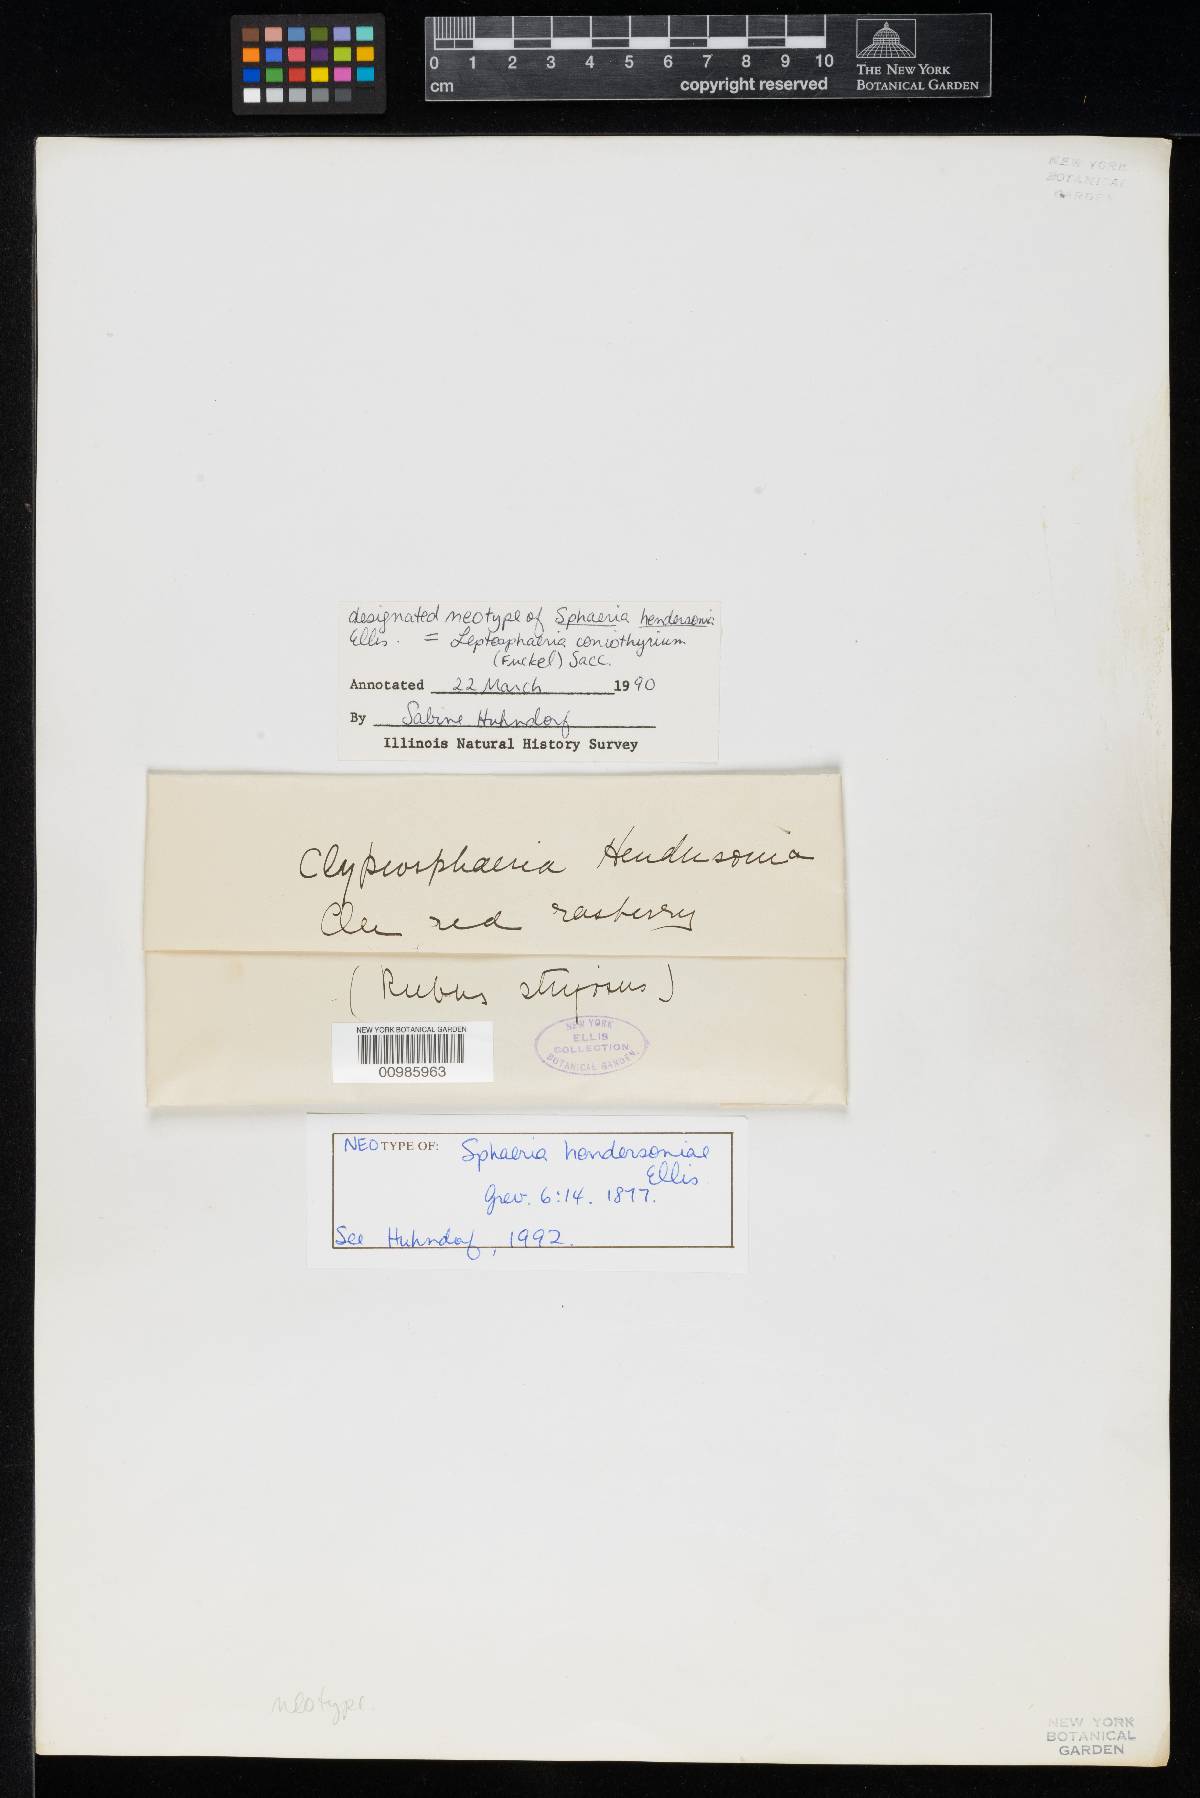 0 1 2 3 4 5 6 7 8 9 10
cm
copyright reserved
THE NEW YORK
BOTANICAL GARDEN
NEW YORK
BOTANICAL
GARDEN
designated neotype of Sphaeria hendersonia
Ellis. = Leptosphaeria coniothyrium
(Fuckel) Sacc.
Annotated 22 March 1990
By Sabine Huhndorf
Illinois Natural History Survey
Clypeosphaeria Hendersonia
red rasberry
(Rubus strigosus)
NEW YORK BOTANICAL GARDEN
00985963
NEW YORK
ELLIS
COLLECTION
BOTANICAL GARDEN.
NEOTYPE OF: Sphaeria hendersoniae
Ellis
Grev. 6:14. 1877.
See Huhndorf, 1992.
neotype.
NEW YORK
BOTANICAL
GARDEN